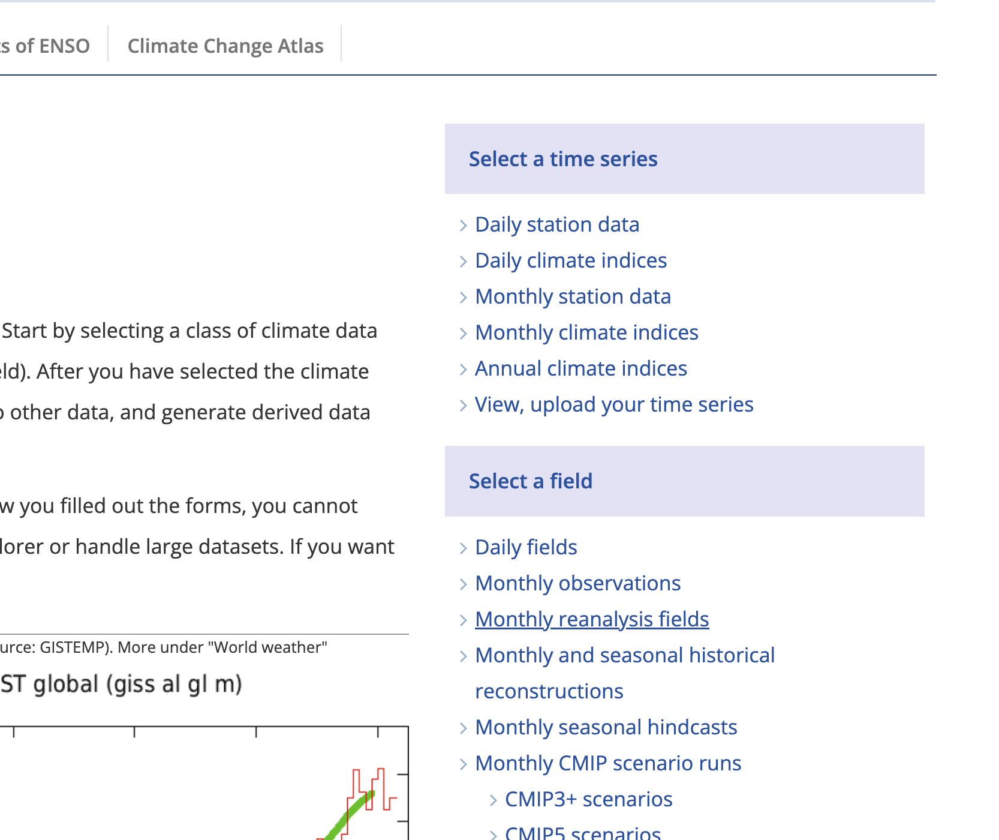 of ENSO
Climate Change Atlas
Start by selecting a class of climate data
After you have selected the climate
other data, and generate derived data
you filled out the forms, you cannot
or handle large datasets. If you want
GISTEMP). More under "World weather"
ST global (giss al gl m)
Select a time series
Daily station data
Daily climate indices
Monthly station data
Monthly climate indices
Annual climate indices
View, upload your time series
Select a field
Daily fields
Monthly observations
Monthly reanalysis fields
Monthly and seasonal historical
reconstructions
Monthly seasonal hindcasts
Monthly CMIP scenario runs
CMIP3+ scenarios
CMIP5 scenarios